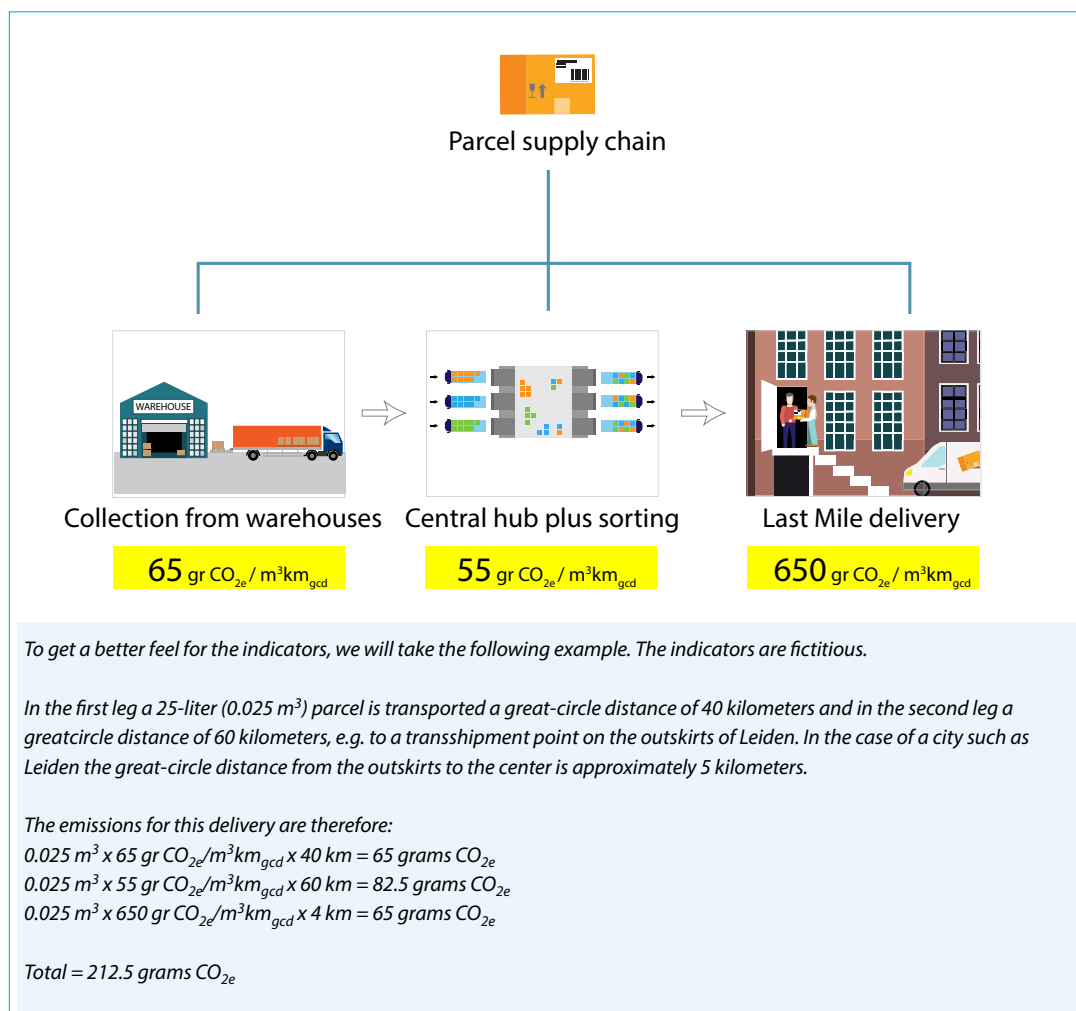 Parcel supply chain
WAREHOUSE
Collection from warehouses
Central hub plus sorting
Last Mile delivery
65 gr CO2e / m³kmgcd
55 gr CO2e / m³kmgcd
650 gr CO2e / m³kmgcd
To get a better feel for the indicators, we will take the following example. The indicators are fictitious.
In the first leg a 25-liter (0.025 m³) parcel is transported a great-circle distance of 40 kilometers and in the second leg a
greatcircle distance of 60 kilometers, e.g. to a transshipment point on the outskirts of Leiden. In the case of a city such as
Leiden the great-circle distance from the outskirts to the center is approximately 5 kilometers.
The emissions for this delivery are therefore:
0.025 m³ x 65 gr CO2e/m³kmgcd x 40 km = 65 grams CO2e
0.025 m³ x 55 gr CO2e/m³kmgcd x 60 km = 82.5 grams CO2e
0.025 m³ x 650 gr CO2e/m³kmgcd x 4 km = 65 grams CO2e
Total = 212.5 grams CO2e